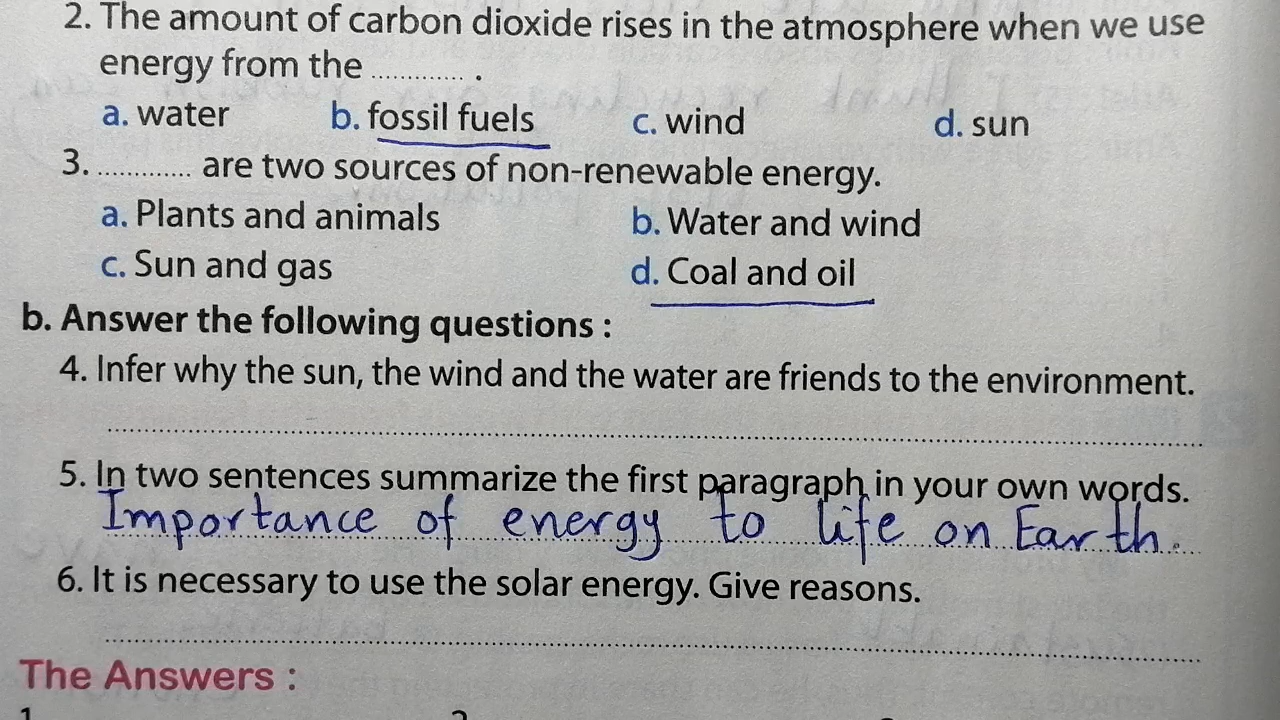 2. The amount of carbon dioxide rises in the atmosphere when we use
energy from the ............. .
a. water b. fossil fuels c. wind d. sun
3. ............. are two sources of non-renewable energy.
a. Plants and animals b. Water and wind
c. Sun and gas d. Coal and oil
b. Answer the following questions :
4. Infer why the sun, the wind and the water are friends to the environment.
5. In two sentences summarize the first paragraph in your own words.
Importance of energy to life on Earth.
6. It is necessary to use the solar energy. Give reasons.
The Answers :